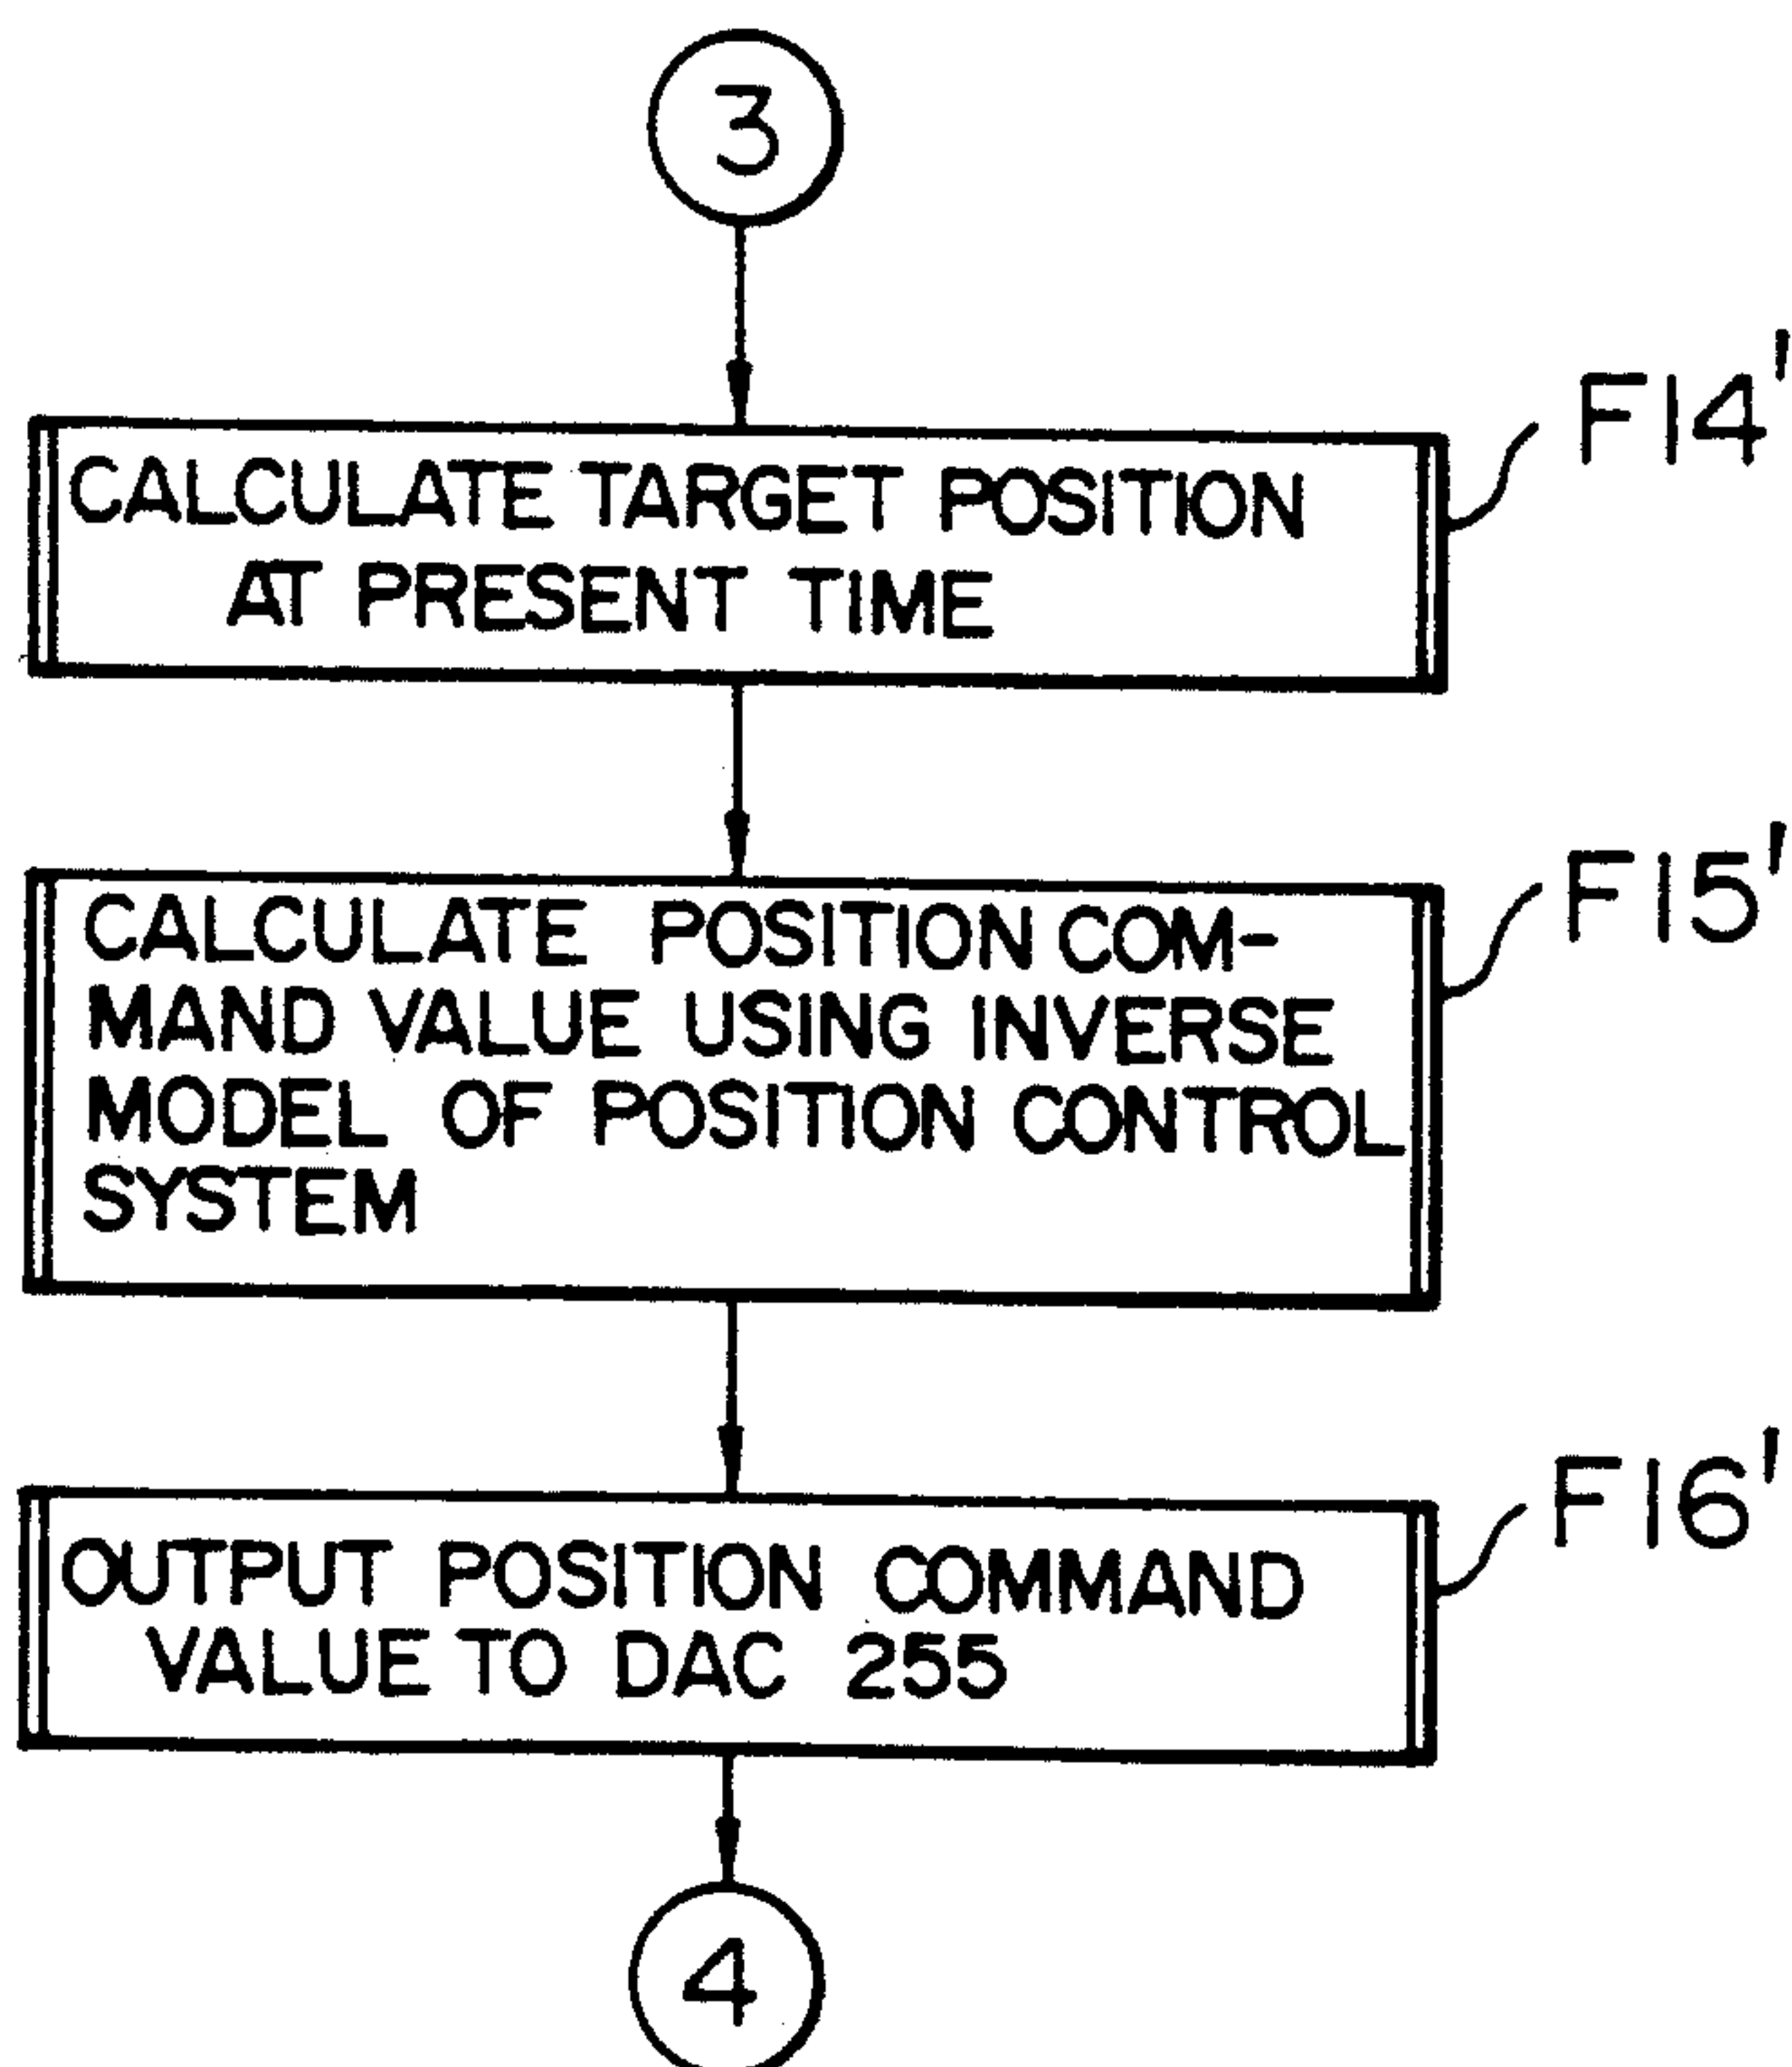 3
F14'
CALCULATE TARGET POSITION
AT PRESENT TIME
F15'
CALCULATE POSITION COM-
MAND VALUE USING INVERSE
MODEL OF POSITION CONTROL
SYSTEM
F16'
OUTPUT POSITION COMMAND
VALUE TO DAC 255
4